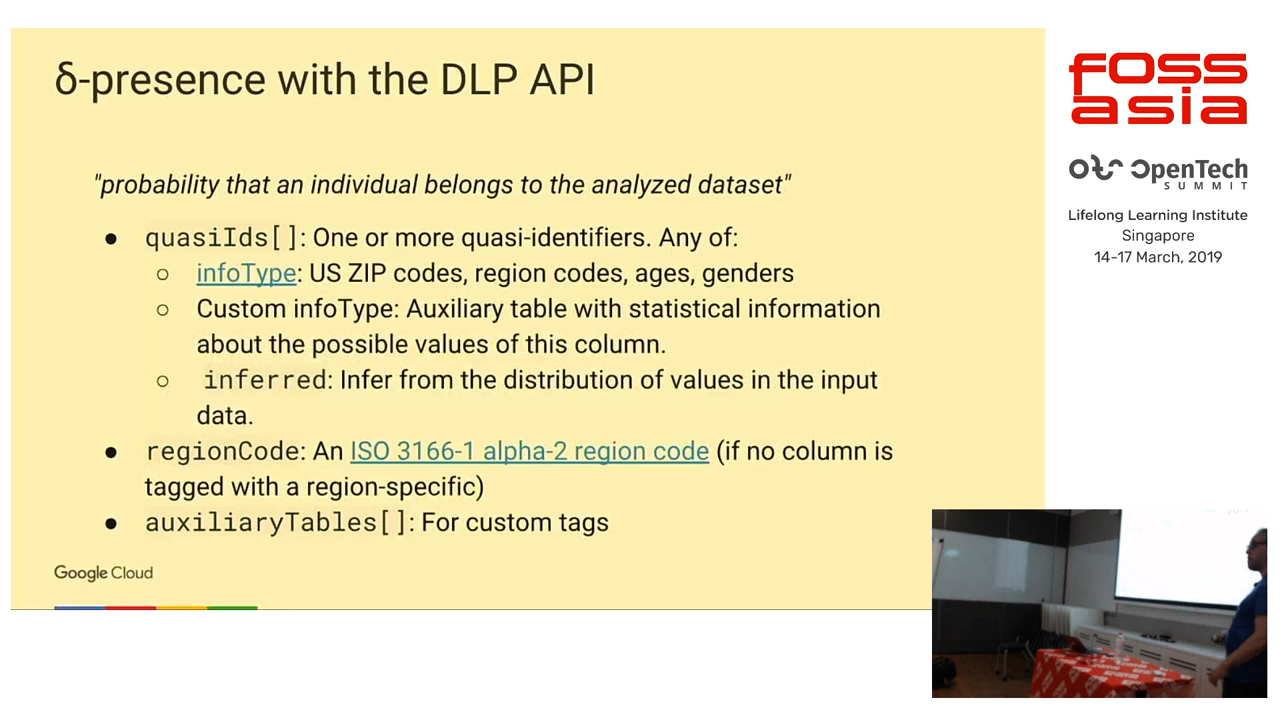 δ-presence with the DLP API
"probability that an individual belongs to the analyzed dataset"
● quasiIds[]: One or more quasi-identifiers. Any of:
○ infoType: US ZIP codes, region codes, ages, genders
○ Custom infoType: Auxiliary table with statistical information
about the possible values of this column.
○ inferred: Infer from the distribution of values in the input
data.
● regionCode: An ISO 3166-1 alpha-2 region code (if no column is
tagged with a region-specific)
● auxiliaryTables[]: For custom tags
Google Cloud
fOSS
asia
OpenTech
SUMMIT
Lifelong Learning Institute
Singapore
14-17 March, 2019